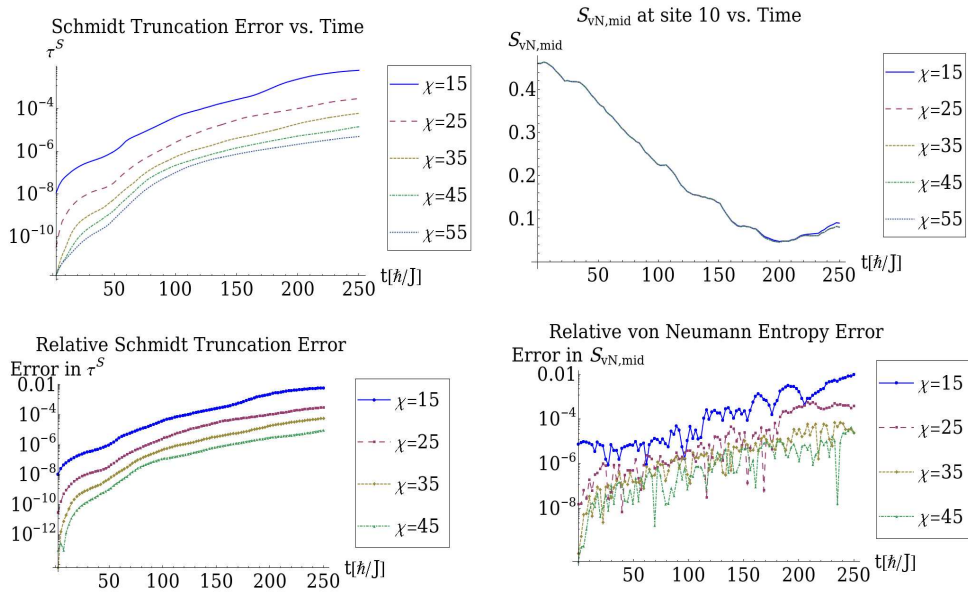 Schmidt Truncation Error vs. Time
τ^S
10^-4
10^-6
10^-8
10^-10
50 100 150 200 250
t[ℏ/J]
χ=15
χ=25
χ=35
χ=45
χ=55
S_vN,mid at site 10 vs. Time
S_vN,mid
0.4
0.3
0.2
0.1
50 100 150 200 250
t[ℏ/J]
χ=15
χ=25
χ=35
χ=45
χ=55
Relative Schmidt Truncation Error
Error in τ^S
0.01
10^-4
10^-6
10^-8
10^-10
10^-12
50 100 150 200 250
t[ℏ/J]
χ=15
χ=25
χ=35
χ=45
Relative von Neumann Entropy Error
Error in S_vN,mid
0.01
10^-4
10^-6
10^-8
50 100 150 200 250
t[ℏ/J]
χ=15
χ=25
χ=35
χ=45